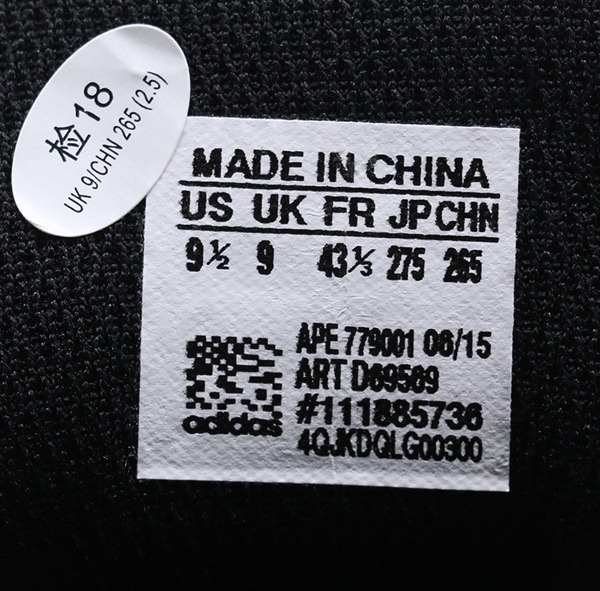 检18
UK 9/CHN 265 (2.5)
MADE IN CHINA
US UK FR JP CHN
9½ 9 43⅓ 275 265
APE 779001 06/15
ART D69569
#111885736
4QJKDQLG00300
adidas